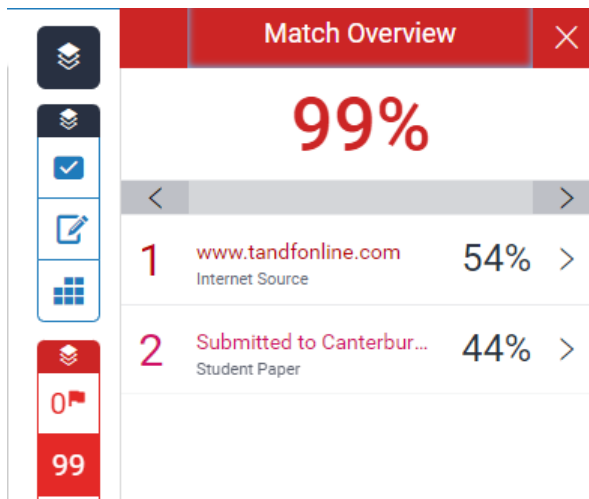 Match Overview
99%
1 www.tandfonline.com 54%
Internet Source
2 Submitted to Canterbur... 44%
Student Paper
0
99